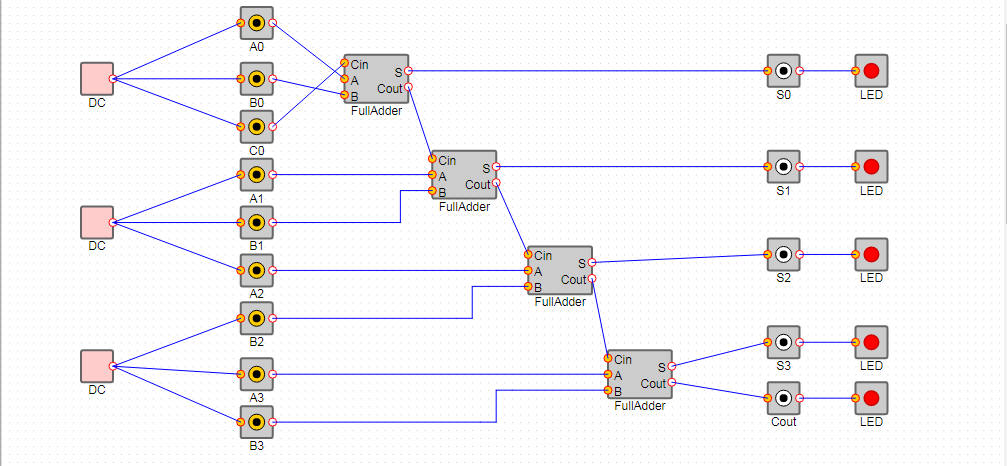 A0
Cin
S
A
Cout
B
FullAdder
S0
LED
DC
B0
C0
Cin
S
A
Cout
B
FullAdder
S1
LED
A1
DC
B1
Cin
S
A
Cout
B
FullAdder
S2
LED
A2
B2
Cin
S
A
Cout
B
FullAdder
S3
LED
DC
A3
Cout
LED
B3